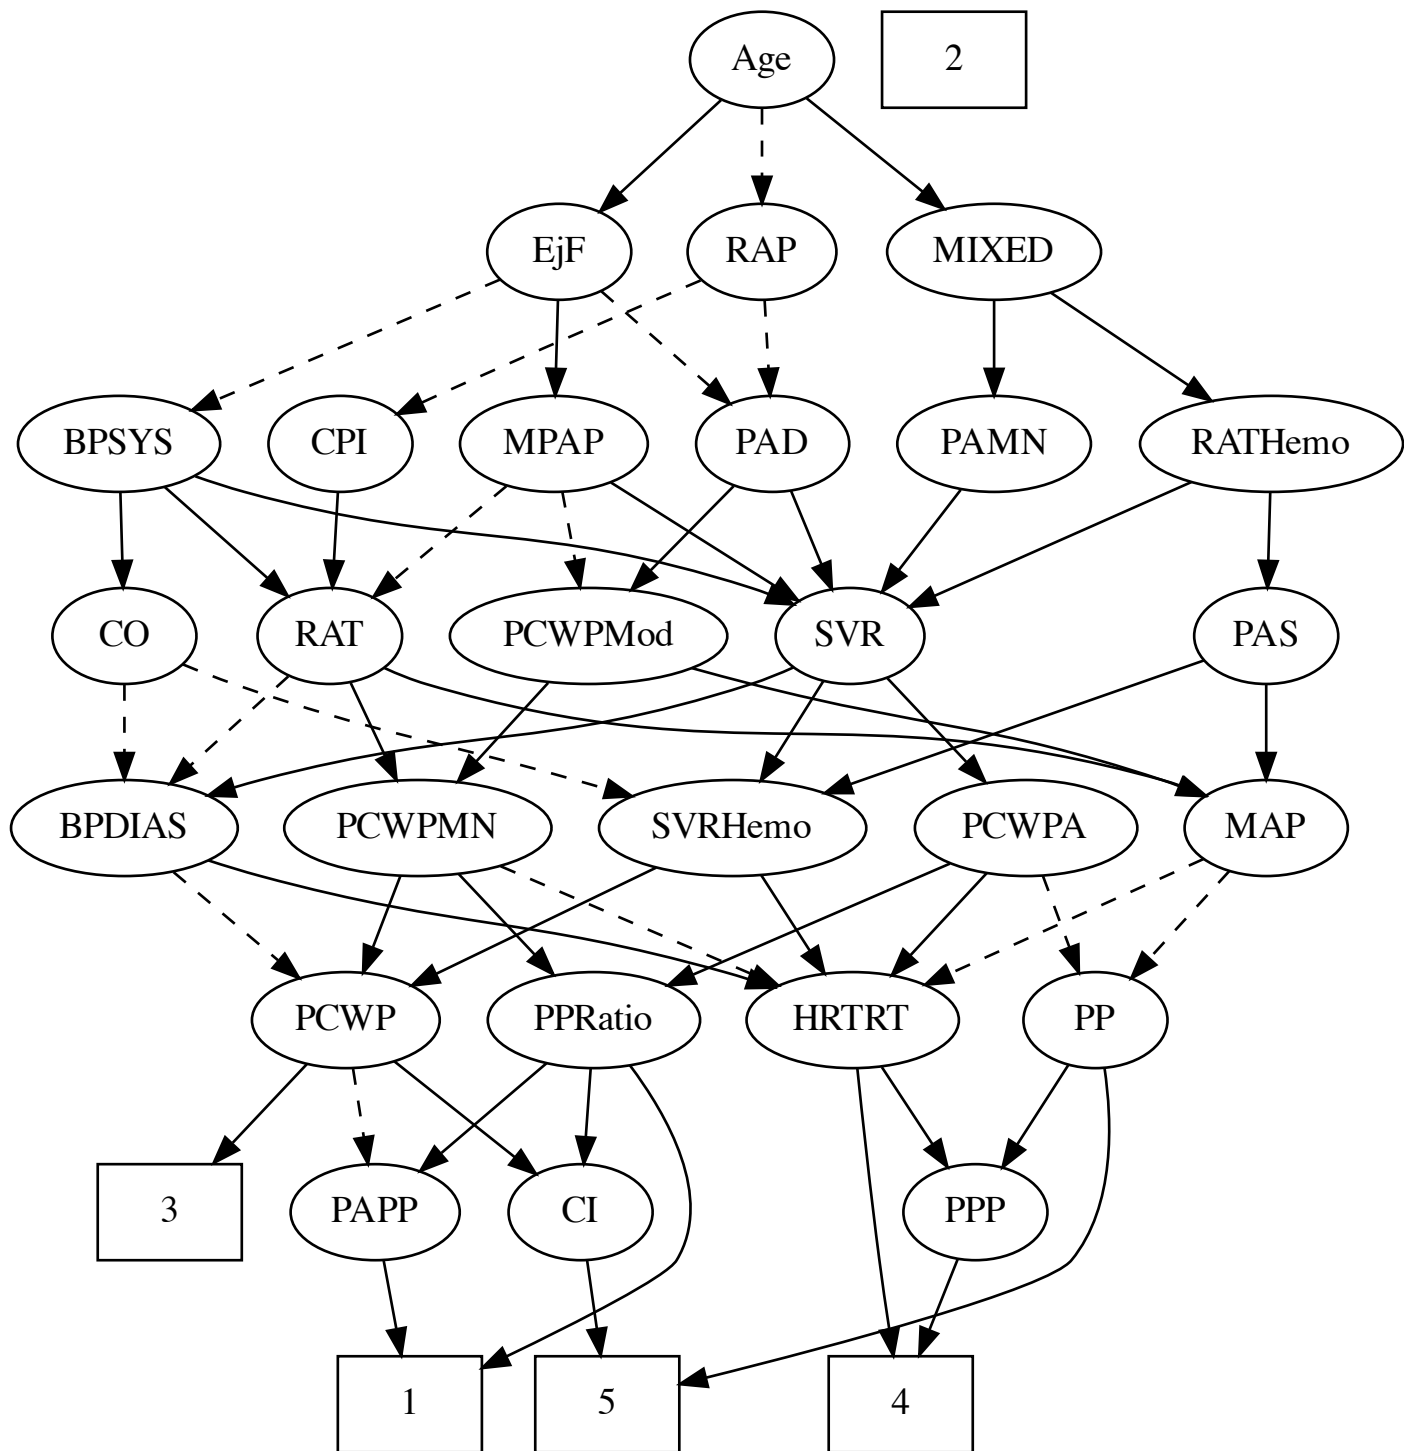 Age
2
EjF
RAP
MIXED
BPSYS
CPI
MPAP
PAD
PAMN
RATHemo
CO
RAT
PCWPMod
SVR
PAS
BPDIAS
PCWPMN
SVRHemo
PCWPA
MAP
PCWP
PPRatio
HRTRT
PP
3
PAPP
CI
PPP
1
5
4